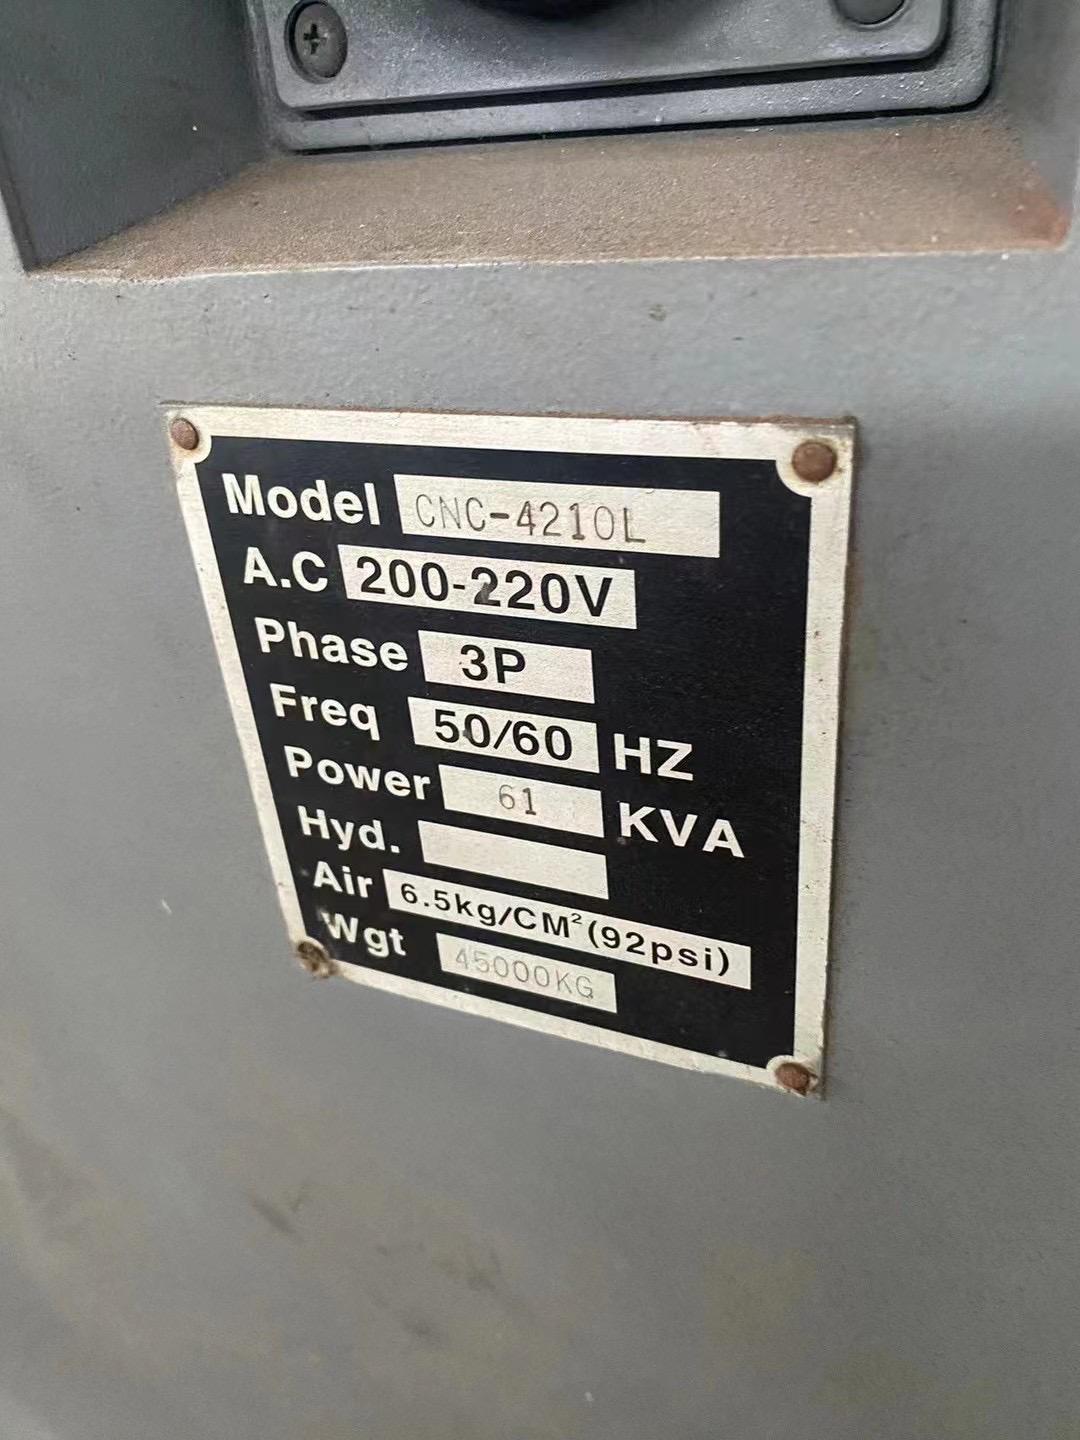 Model CNC-4210L
A.C 200-220V
Phase 3P
Freq 50/60 HZ
Power 61 KVA
Hyd.
Air 6.5kg/CM²(92psi)
Wgt 45000KG